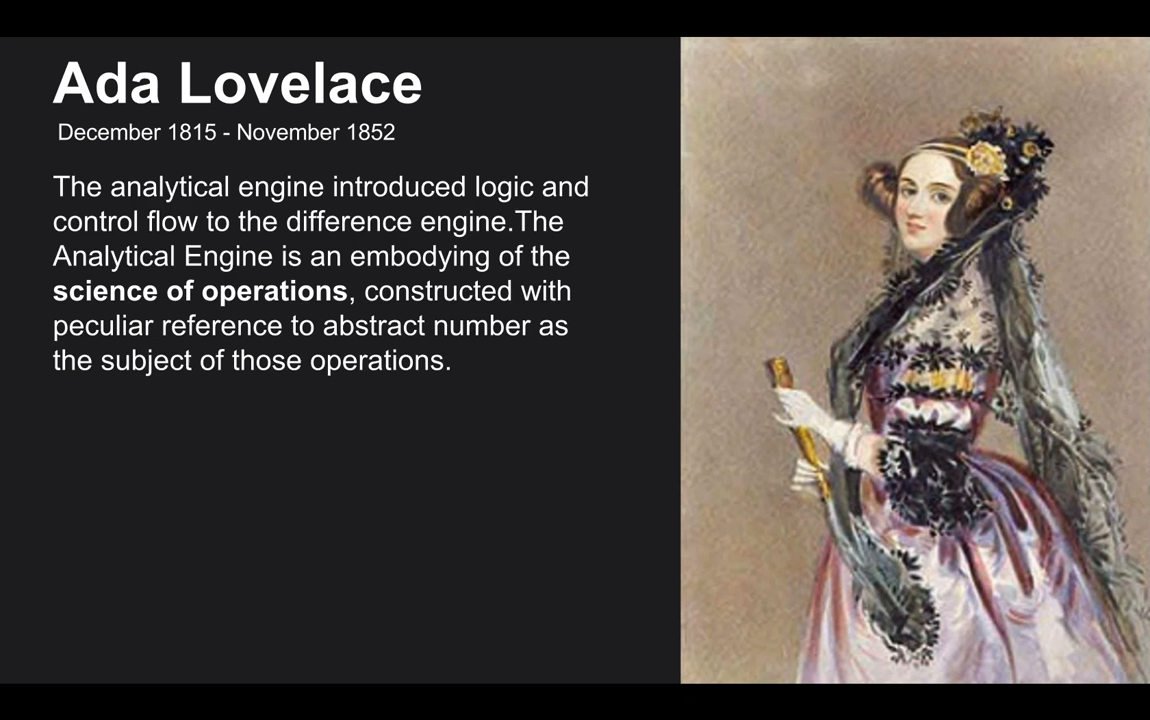 Ada Lovelace
December 1815 - November 1852
The analytical engine introduced logic and
control flow to the difference engine.The
Analytical Engine is an embodying of the
science of operations, constructed with
peculiar reference to abstract number as
the subject of those operations.